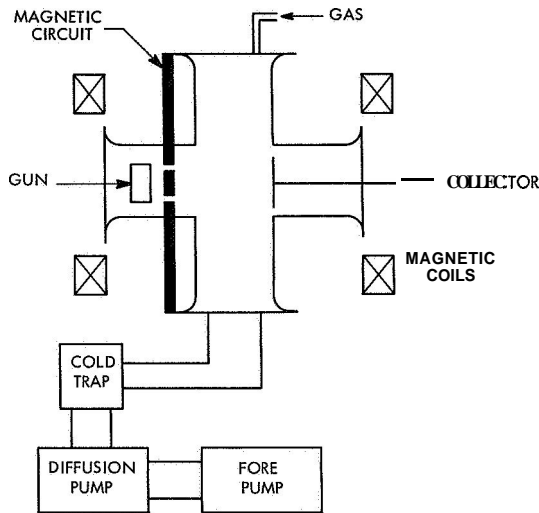 MAGNETIC
CIRCUIT
GAS
GUN
COLLECTOR
MAGNETIC
COILS
COLD
TRAP
DIFFUSION
PUMP
FORE
PUMP